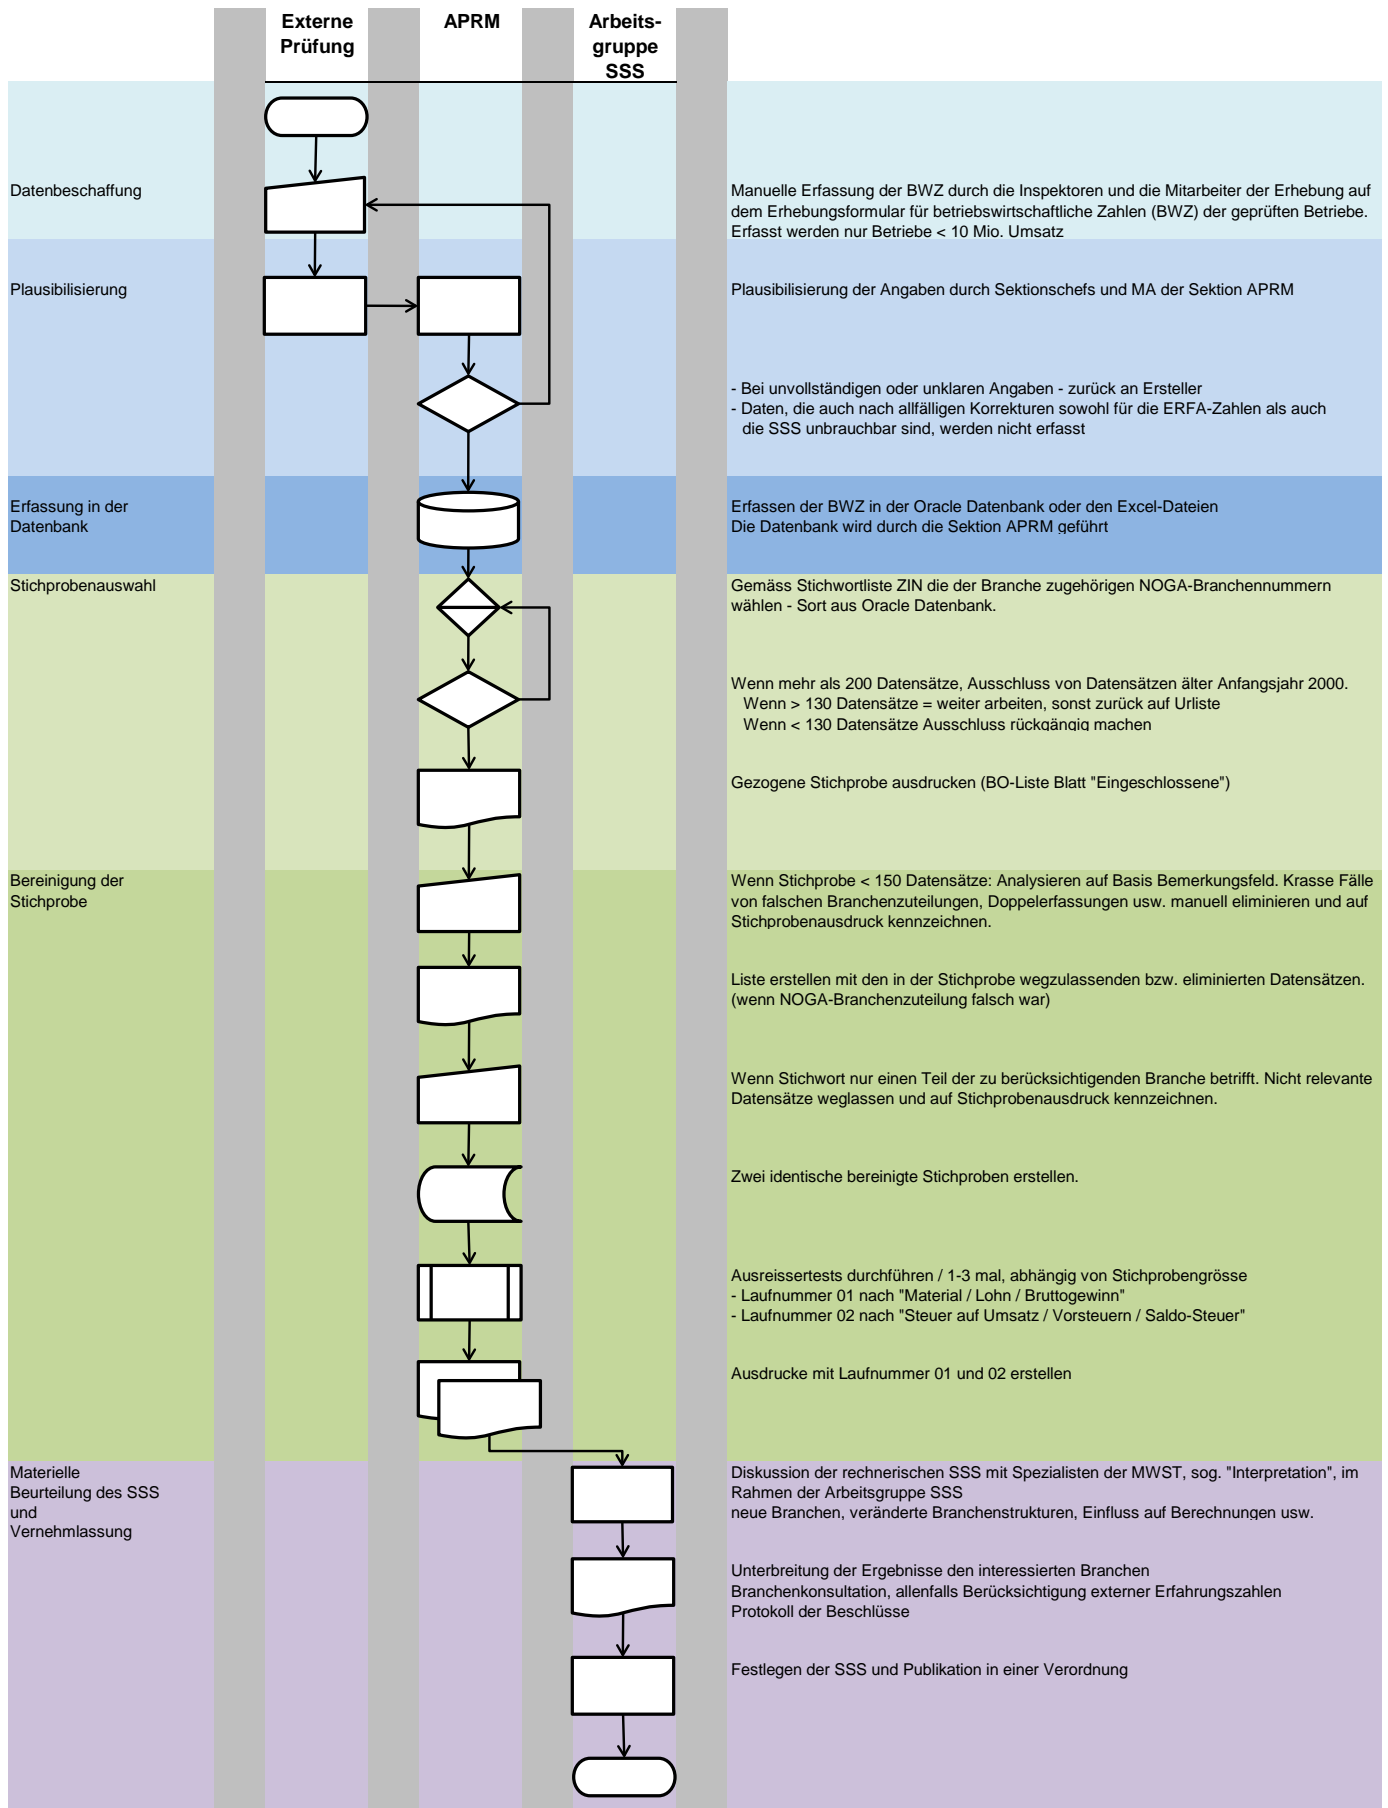 Externe
Prüfung
APRM
Arbeits-
gruppe
SSS
Datenbeschaffung
Manuelle Erfassung der BWZ durch die Inspektoren und die Mitarbeiter der Erhebung auf
dem Erhebungsformular für betriebswirtschaftliche Zahlen (BWZ) der geprüften Betriebe.
Erfasst werden nur Betriebe < 10 Mio. Umsatz
Plausibilisierung
Plausibilisierung der Angaben durch Sektionschefs und MA der Sektion APRM
- Bei unvollständigen oder unklaren Angaben - zurück an Ersteller
- Daten, die auch nach allfälligen Korrekturen sowohl für die ERFA-Zahlen als auch
die SSS unbrauchbar sind, werden nicht erfasst
Erfassung in der
Datenbank
Erfassen der BWZ in der Oracle Datenbank oder den Excel-Dateien
Die Datenbank wird durch die Sektion APRM geführt
Stichprobenauswahl
Gemäss Stichwortliste ZIN die der Branche zugehörigen NOGA-Branchennummern
wählen - Sort aus Oracle Datenbank.
Wenn mehr als 200 Datensätze, Ausschluss von Datensätzen älter Anfangsjahr 2000.
Wenn > 130 Datensätze = weiter arbeiten, sonst zurück auf Urliste
Wenn < 130 Datensätze Ausschluss rückgängig machen
Gezogene Stichprobe ausdrucken (BO-Liste Blatt "Eingeschlossene")
Bereinigung der
Stichprobe
Wenn Stichprobe < 150 Datensätze: Analysieren auf Basis Bemerkungsfeld. Krasse Fälle
von falschen Branchenzuteilungen, Doppelerfassungen usw. manuell eliminieren und auf
Stichprobenausdruck kennzeichnen.
Liste erstellen mit den in der Stichprobe wegzulassenden bzw. eliminierten Datensätzen.
(wenn NOGA-Branchenzuteilung falsch war)
Wenn Stichwort nur einen Teil der zu berücksichtigenden Branche betrifft. Nicht relevante
Datensätze weglassen und auf Stichprobenausdruck kennzeichnen.
Zwei identische bereinigte Stichproben erstellen.
Ausreissertests durchführen / 1-3 mal, abhängig von Stichprobengrösse
- Laufnummer 01 nach "Material / Lohn / Bruttogewinn"
- Laufnummer 02 nach "Steuer auf Umsatz / Vorsteuern / Saldo-Steuer"
Ausdrucke mit Laufnummer 01 und 02 erstellen
Materielle
Beurteilung des SSS
und
Vernehmlassung
Diskussion der rechnerischen SSS mit Spezialisten der MWST, sog. "Interpretation", im
Rahmen der Arbeitsgruppe SSS
neue Branchen, veränderte Branchenstrukturen, Einfluss auf Berechnungen usw.
Unterbreitung der Ergebnisse den interessierten Branchen
Branchenkonsultation, allenfalls Berücksichtigung externer Erfahrungszahlen
Protokoll der Beschlüsse
Festlegen der SSS und Publikation in einer Verordnung